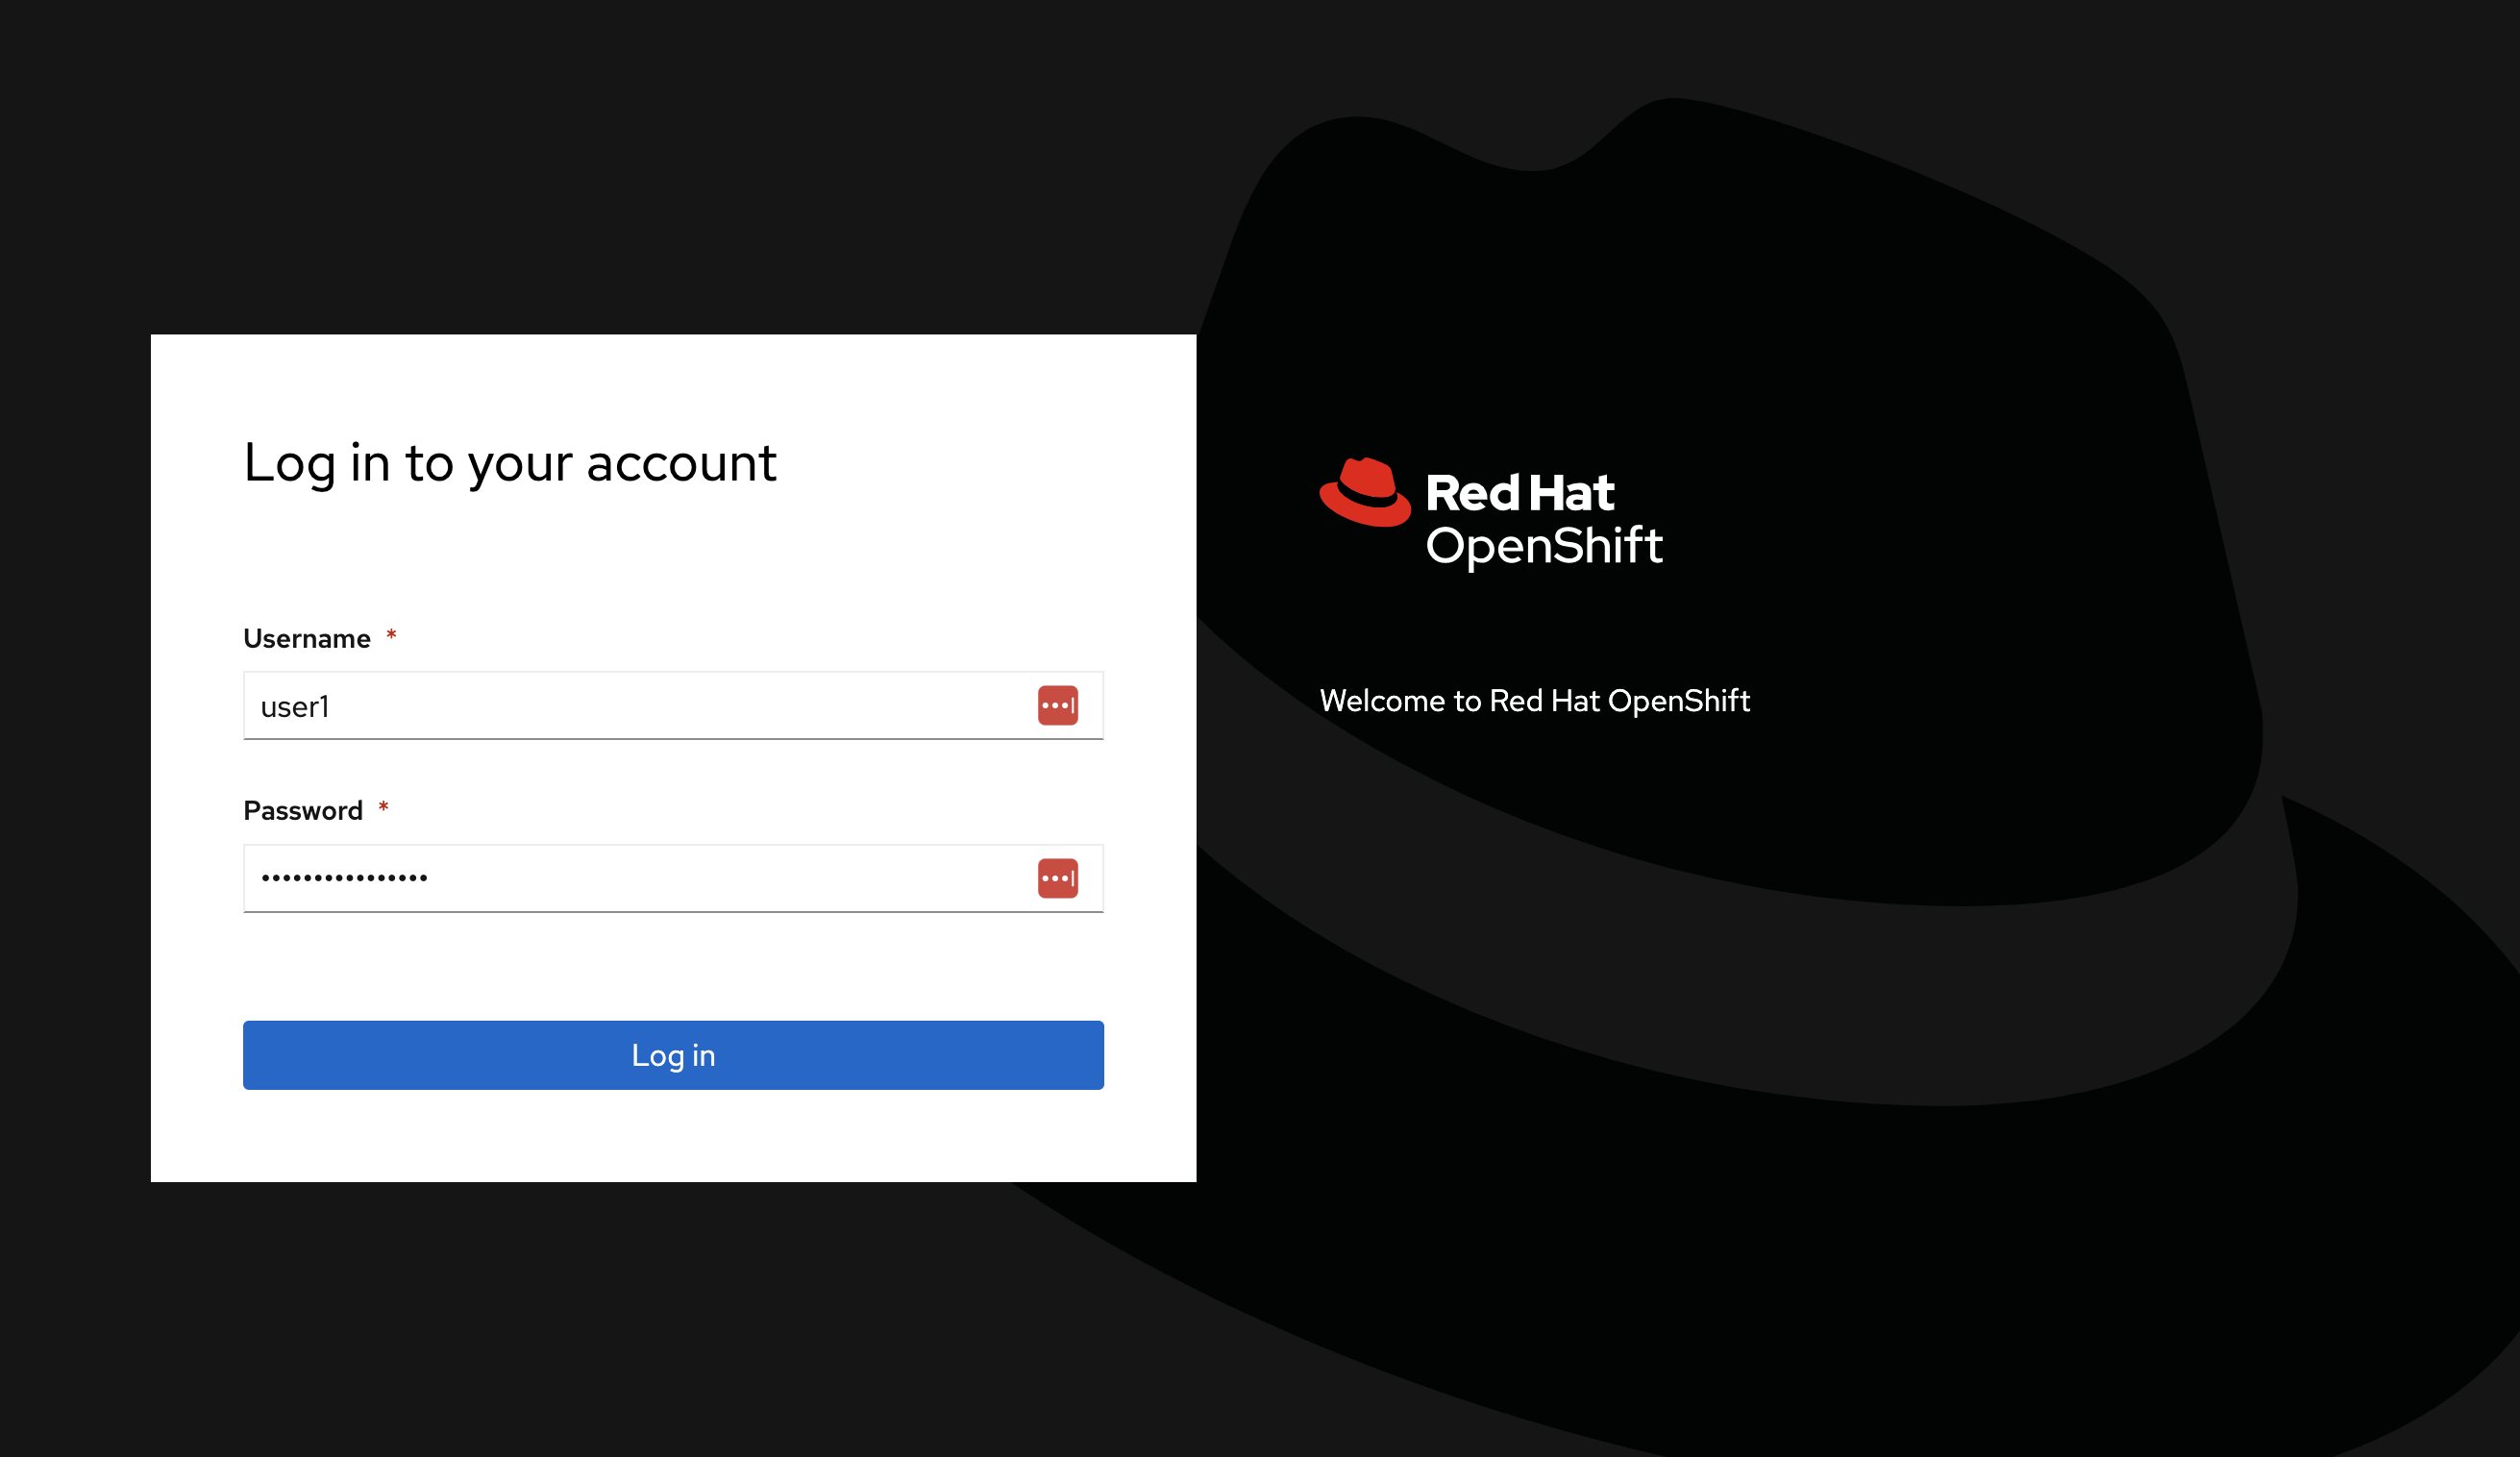 Log in to your account
Username *
user1
Password *
••••••••••••••••
Log in
Red Hat
OpenShift
Welcome to Red Hat OpenShift